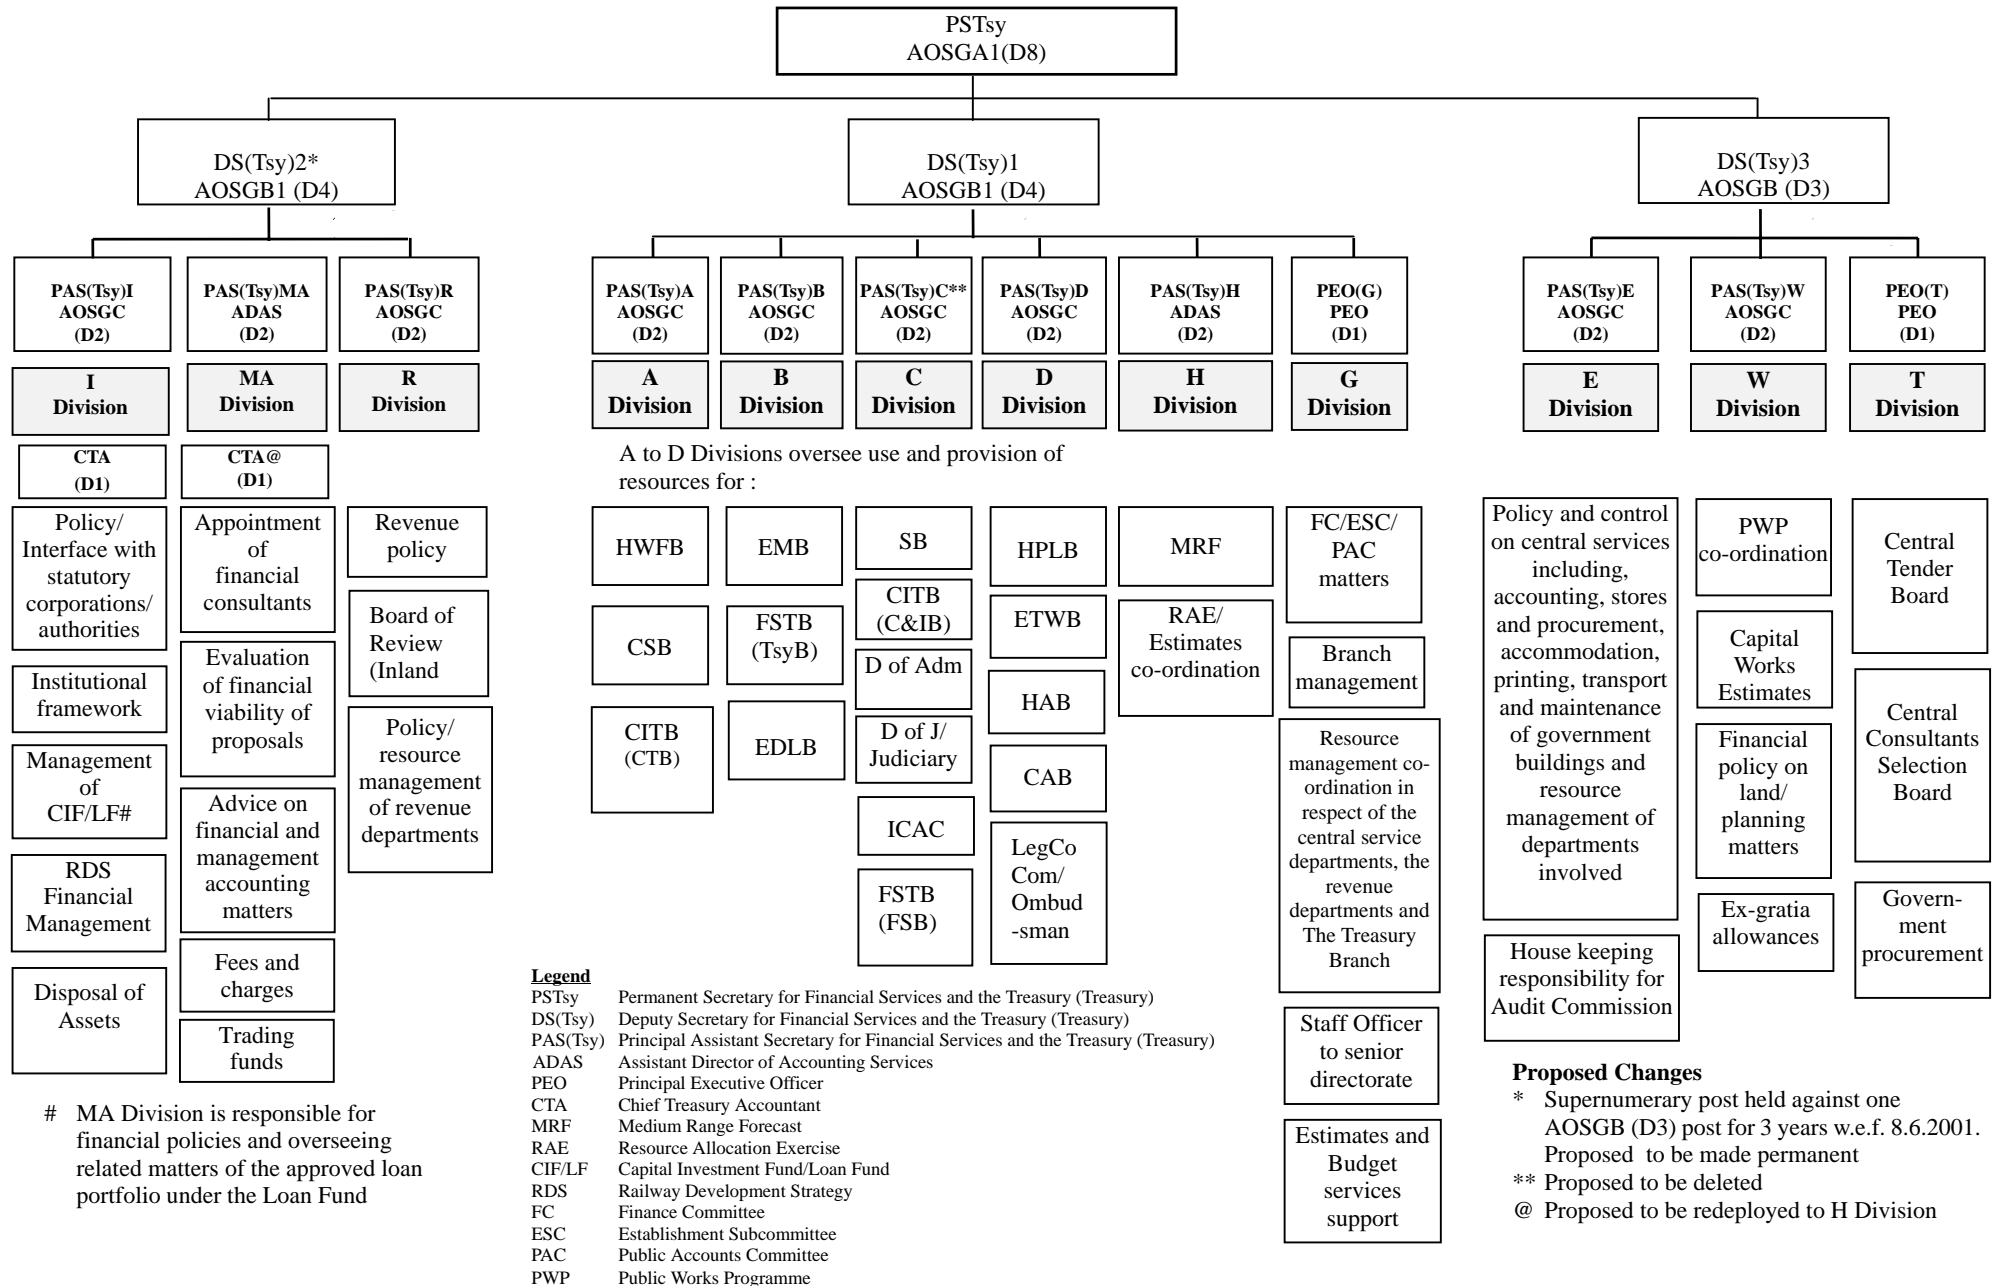 PSTsy
AOSGA1(D8)
DS(Tsy)2*
AOSGB1 (D4)
DS(Tsy)1
AOSGB1 (D4)
DS(Tsy)3
AOSGB (D3)
PAS(Tsy)I
AOSGC
(D2)
PAS(Tsy)MA
ADAS
(D2)
PAS(Tsy)R
AOSGC
(D2)
PAS(Tsy)A
AOSGC
(D2)
PAS(Tsy)B
AOSGC
(D2)
PAS(Tsy)C**
AOSGC
(D2)
PAS(Tsy)D
AOSGC
(D2)
PAS(Tsy)H
ADAS
(D2)
PEO(G)
PEO
(D1)
PAS(Tsy)E
AOSGC
(D2)
PAS(Tsy)W
AOSGC
(D2)
PEO(T)
PEO
(D1)
I
Division
MA
Division
R
Division
A
Division
B
Division
C
Division
D
Division
H
Division
G
Division
E
Division
W
Division
T
Division
CTA
(D1)
CTA@
(D1)
A to D Divisions oversee use and provision of
resources for :
Policy/
Interface with
statutory
corporations/
authorities
Institutional
framework
Management
of
CIF/LF#
RDS
Financial
Management
Disposal of
Assets
Appointment
of
financial
consultants
Evaluation
of financial
viability of
proposals
Advice on
financial and
management
accounting
matters
Fees and
charges
Trading
funds
Revenue
policy
Board of
Review
(Inland
Policy/
resource
management
of revenue
departments
HWFB
CSB
CITB
(CTB)
EMB
FSTB
(TsyB)
EDLB
SB
CITB
(C&IB)
D of Adm
D of J/
Judiciary
ICAC
FSTB
(FSB)
HPLB
ETWB
HAB
CAB
LegCo
Com/
Ombud
-sman
MRF
RAE/
Estimates
co-ordination
FC/ESC/
PAC
matters
Branch
management
Resource
management co-
ordination in
respect of the
central service
departments, the
revenue
departments and
The Treasury
Branch
Staff Officer
to senior
directorate
Estimates and
Budget
services
support
Policy and control
on central services
including,
accounting, stores
and procurement,
accommodation,
printing, transport
and maintenance
of government
buildings and
resource
management of
departments
involved
House keeping
responsibility for
Audit Commission
PWP
co-ordination
Capital
Works
Estimates
Financial
policy on
land/
planning
matters
Ex-gratia
allowances
Central
Tender
Board
Central
Consultants
Selection
Board
Govern-
ment
procurement
# MA Division is responsible for
financial policies and overseeing
related matters of the approved loan
portfolio under the Loan Fund
Legend
PSTsy Permanent Secretary for Financial Services and the Treasury (Treasury)
DS(Tsy) Deputy Secretary for Financial Services and the Treasury (Treasury)
PAS(Tsy) Principal Assistant Secretary for Financial Services and the Treasury (Treasury)
ADAS Assistant Director of Accounting Services
PEO Principal Executive Officer
CTA Chief Treasury Accountant
MRF Medium Range Forecast
RAE Resource Allocation Exercise
CIF/LF Capital Investment Fund/Loan Fund
RDS Railway Development Strategy
FC Finance Committee
ESC Establishment Subcommittee
PAC Public Accounts Committee
PWP Public Works Programme
Proposed Changes
* Supernumerary post held against one
AOSGB (D3) post for 3 years w.e.f. 8.6.2001.
Proposed to be made permanent
** Proposed to be deleted
@ Proposed to be redeployed to H Division